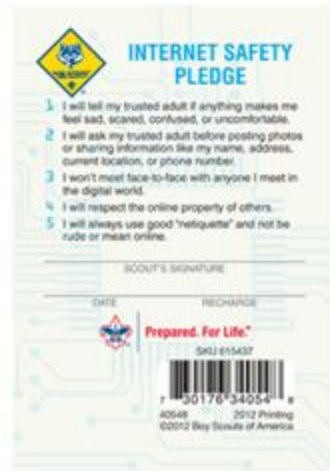 CUB SCOUTS
INTERNET SAFETY
PLEDGE
1 I will tell my trusted adult if anything makes me
feel sad, scared, confused, or uncomfortable.
2 I will ask my trusted adult before posting photos
or sharing information like my name, address,
current location, or phone number.
3 I won't meet face-to-face with anyone I meet in
the digital world.
4 I will respect the online property of others.
5 I will always use good "netiquette" and not be
rude or mean online.
SCOUT'S SIGNATURE
DATE RECHARGE
Prepared. For Life.™
SKU 615437
7 30176 34054 8
40548 2012 Printing
©2012 Boy Scouts of America